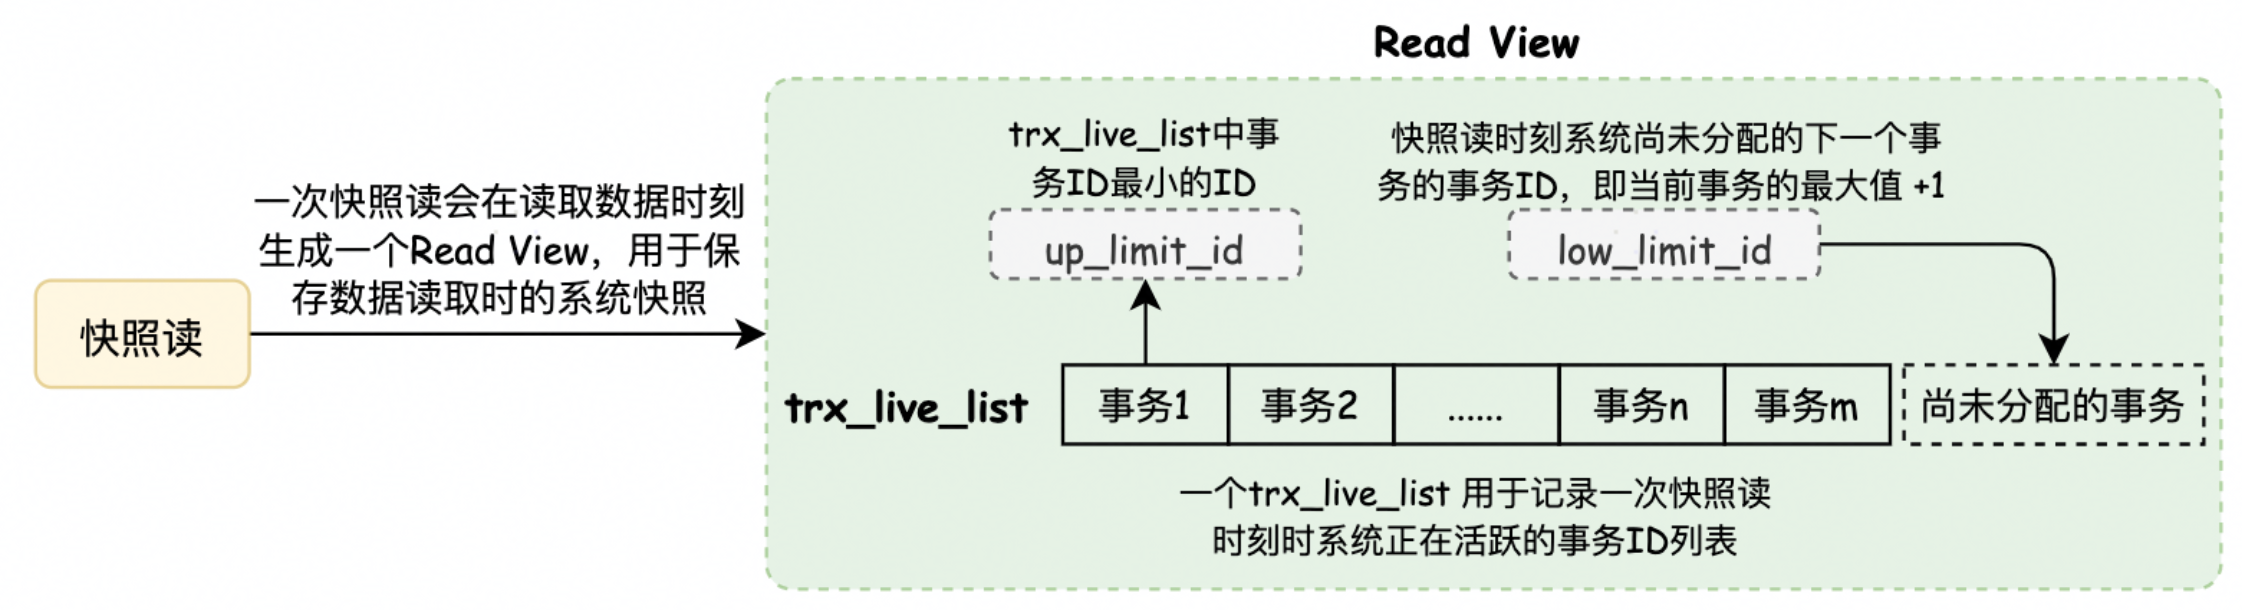 Read View
trx_live_list中事
务ID最小的ID
快照读时刻系统尚未分配的下一个事
务的事务ID，即当前事务的最大值 +1
一次快照读会在读取数据时刻
生成一个Read View，用于保
存数据读取时的系统快照
up_limit_id
low_limit_id
快照读
trx_live_list
事务1
事务2
......
事务n
事务m
尚未分配的事务
一个trx_live_list 用于记录一次快照读
时刻时系统正在活跃的事务ID列表